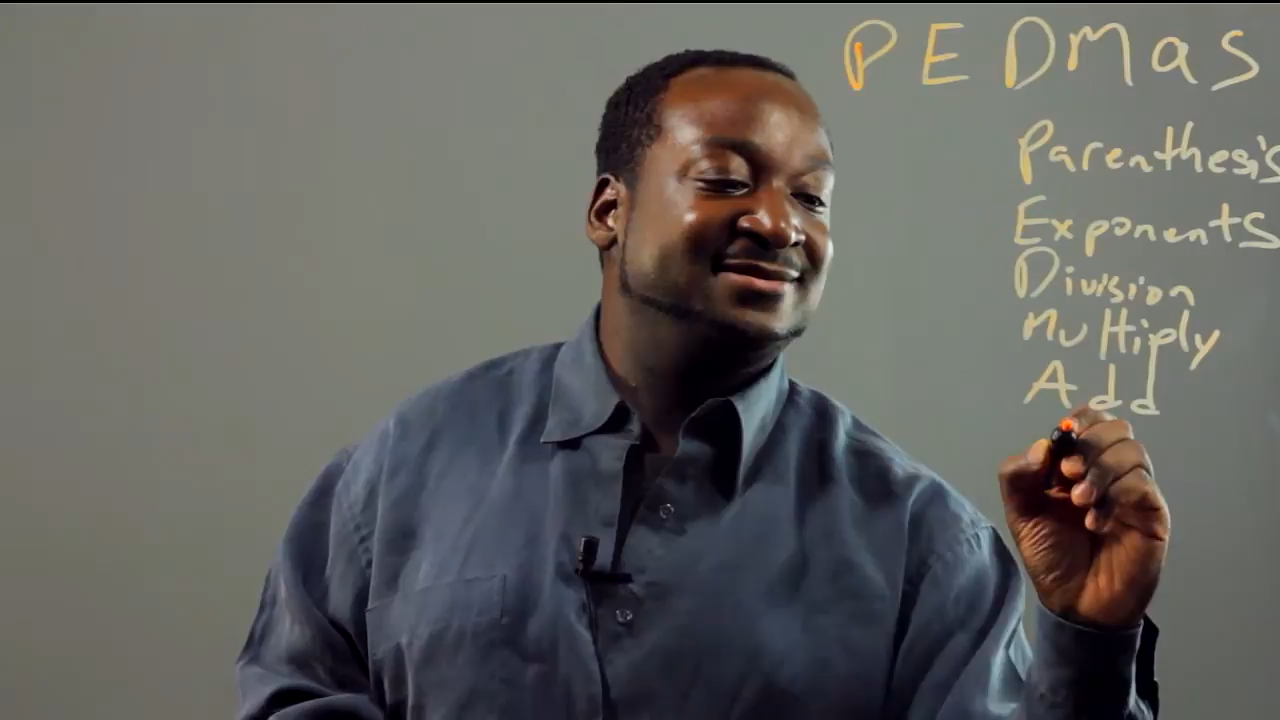 PEDMas
Parenthesis
Exponents
Division
Multiply
Add